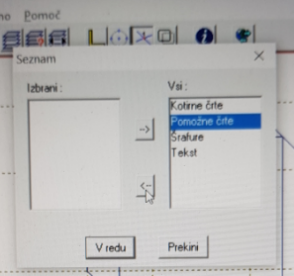 no Pomoč
Seznam
Izbrani :
Vsi :
Kotirne črte
Pomožne črte
Šrafure
Tekst
V redu
Prekini